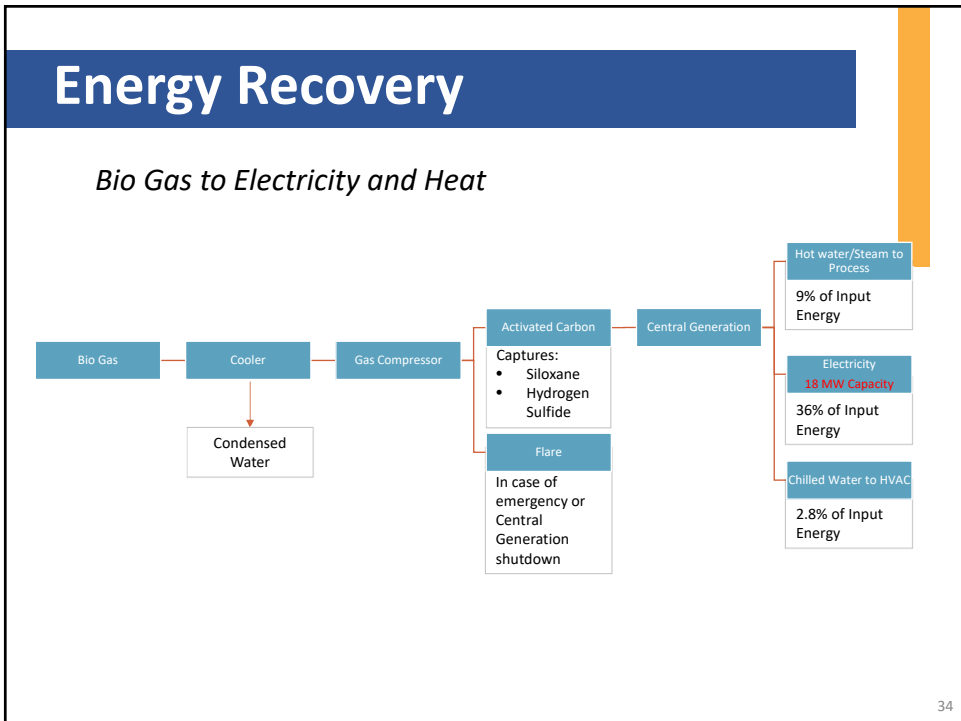 Energy Recovery
Bio Gas to Electricity and Heat
Bio Gas
Cooler
Condensed
Water
Gas Compressor
Activated Carbon
Captures:
• Siloxane
• Hydrogen
Sulfide
Flare
In case of
emergency or
Central
Generation
shutdown
Central Generation
Hot water/Steam to
Process
9% of Input
Energy
Electricity
18 MW Capacity
36% of Input
Energy
Chilled Water to HVAC
2.8% of Input
Energy
34